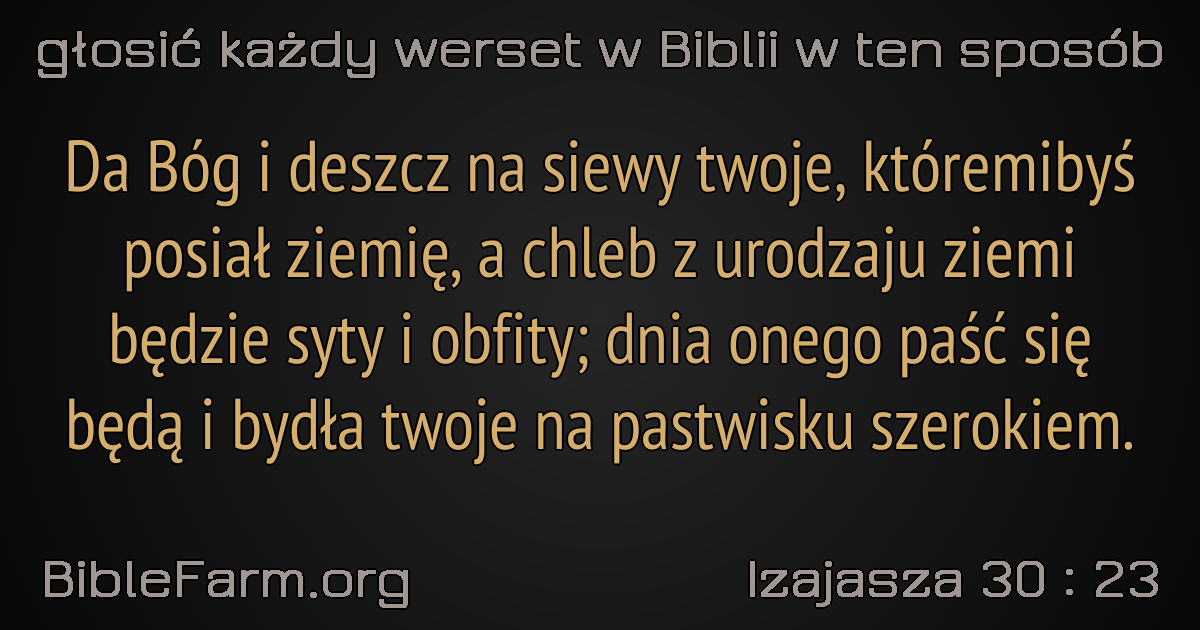 głosić każdy werset w Biblii w ten sposób
Da Bóg i deszcz na siewy twoje, któremibyś
posiał ziemię, a chleb z urodzaju ziemi
będzie syty i obfity; dnia onego paść się
będą i bydła twoje na pastwisku szerokiem.
BibleFarm.org
Izajasza 30 : 23